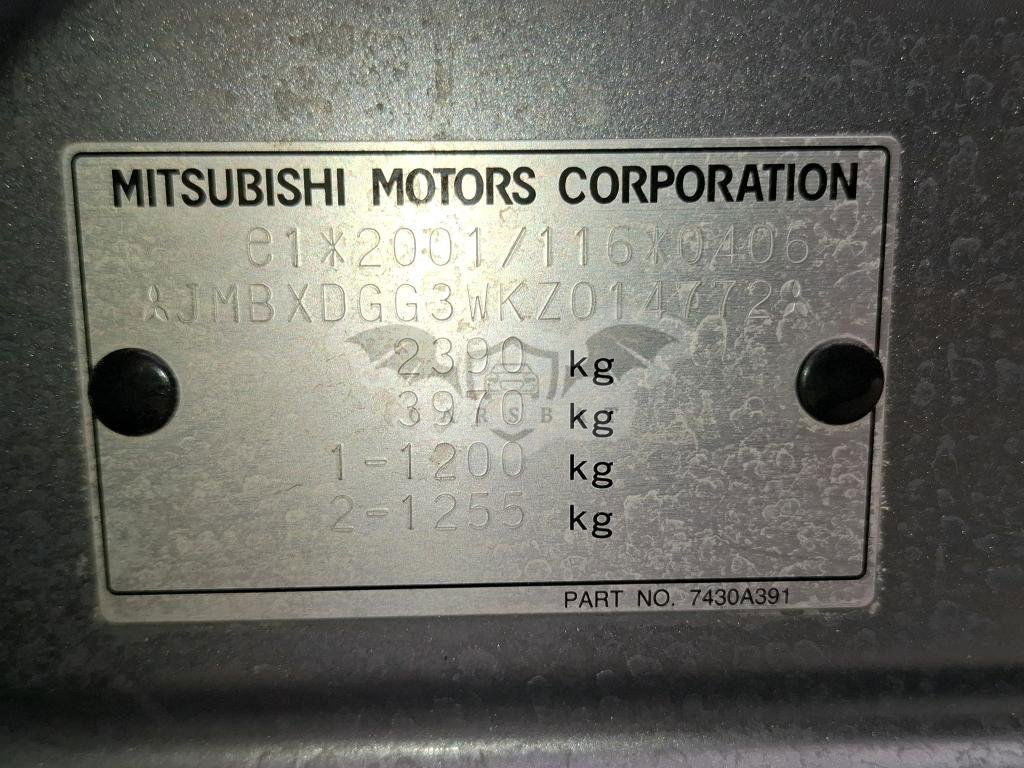 MITSUBISHI MOTORS CORPORATION
e1*2001/116*0406
JMBXDGG3WKZ014772
2390 kg
3970 kg
1-1200 kg
2-1255 kg
PART NO. 7430A391